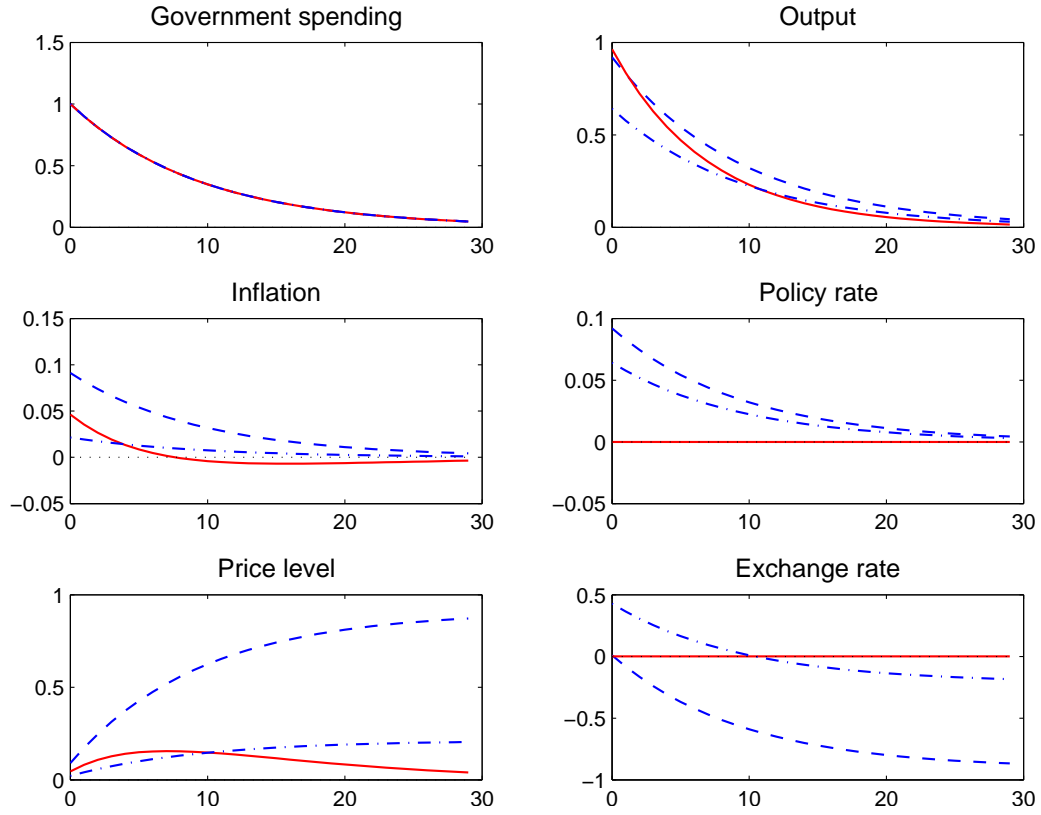 Government spending
1.5
1
0.5
0
0 10 20 30
Output
1
0.5
0
0 10 20 30
Inflation
0.15
0.1
0.05
0
−0.05
0 10 20 30
Policy rate
0.1
0.05
0
−0.05
0 10 20 30
Price level
1
0.5
0
0 10 20 30
Exchange rate
0.5
0
−0.5
−1
0 10 20 30